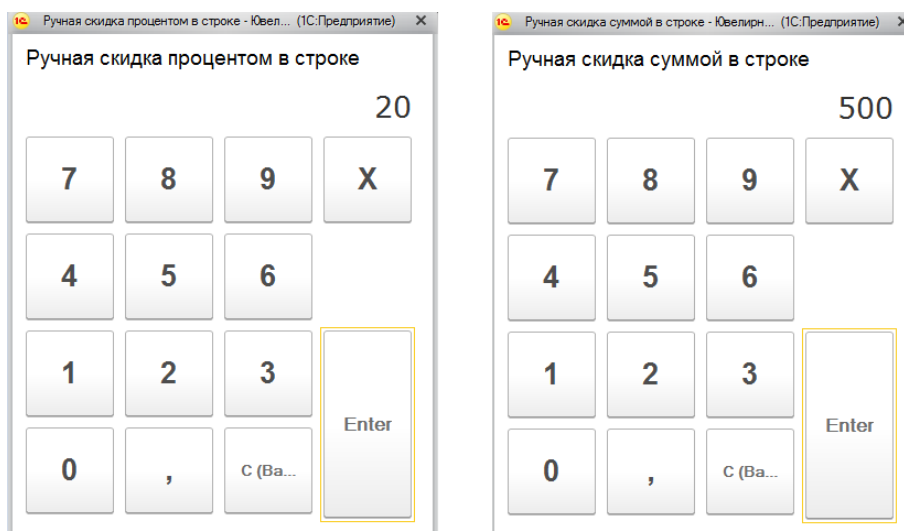 Ручная скидка процентом в строке - Ювел... (1С:Предприятие) X
Ручная скидка процентом в строке
20
7 8 9 X
4 5 6
1 2 3
Enter
0 , С (Ba...
Ручная скидка суммой в строке - Ювелирн... (1С:Предприятие) X
Ручная скидка суммой в строке
500
7 8 9 X
4 5 6
1 2 3
Enter
0 , С (Ba...